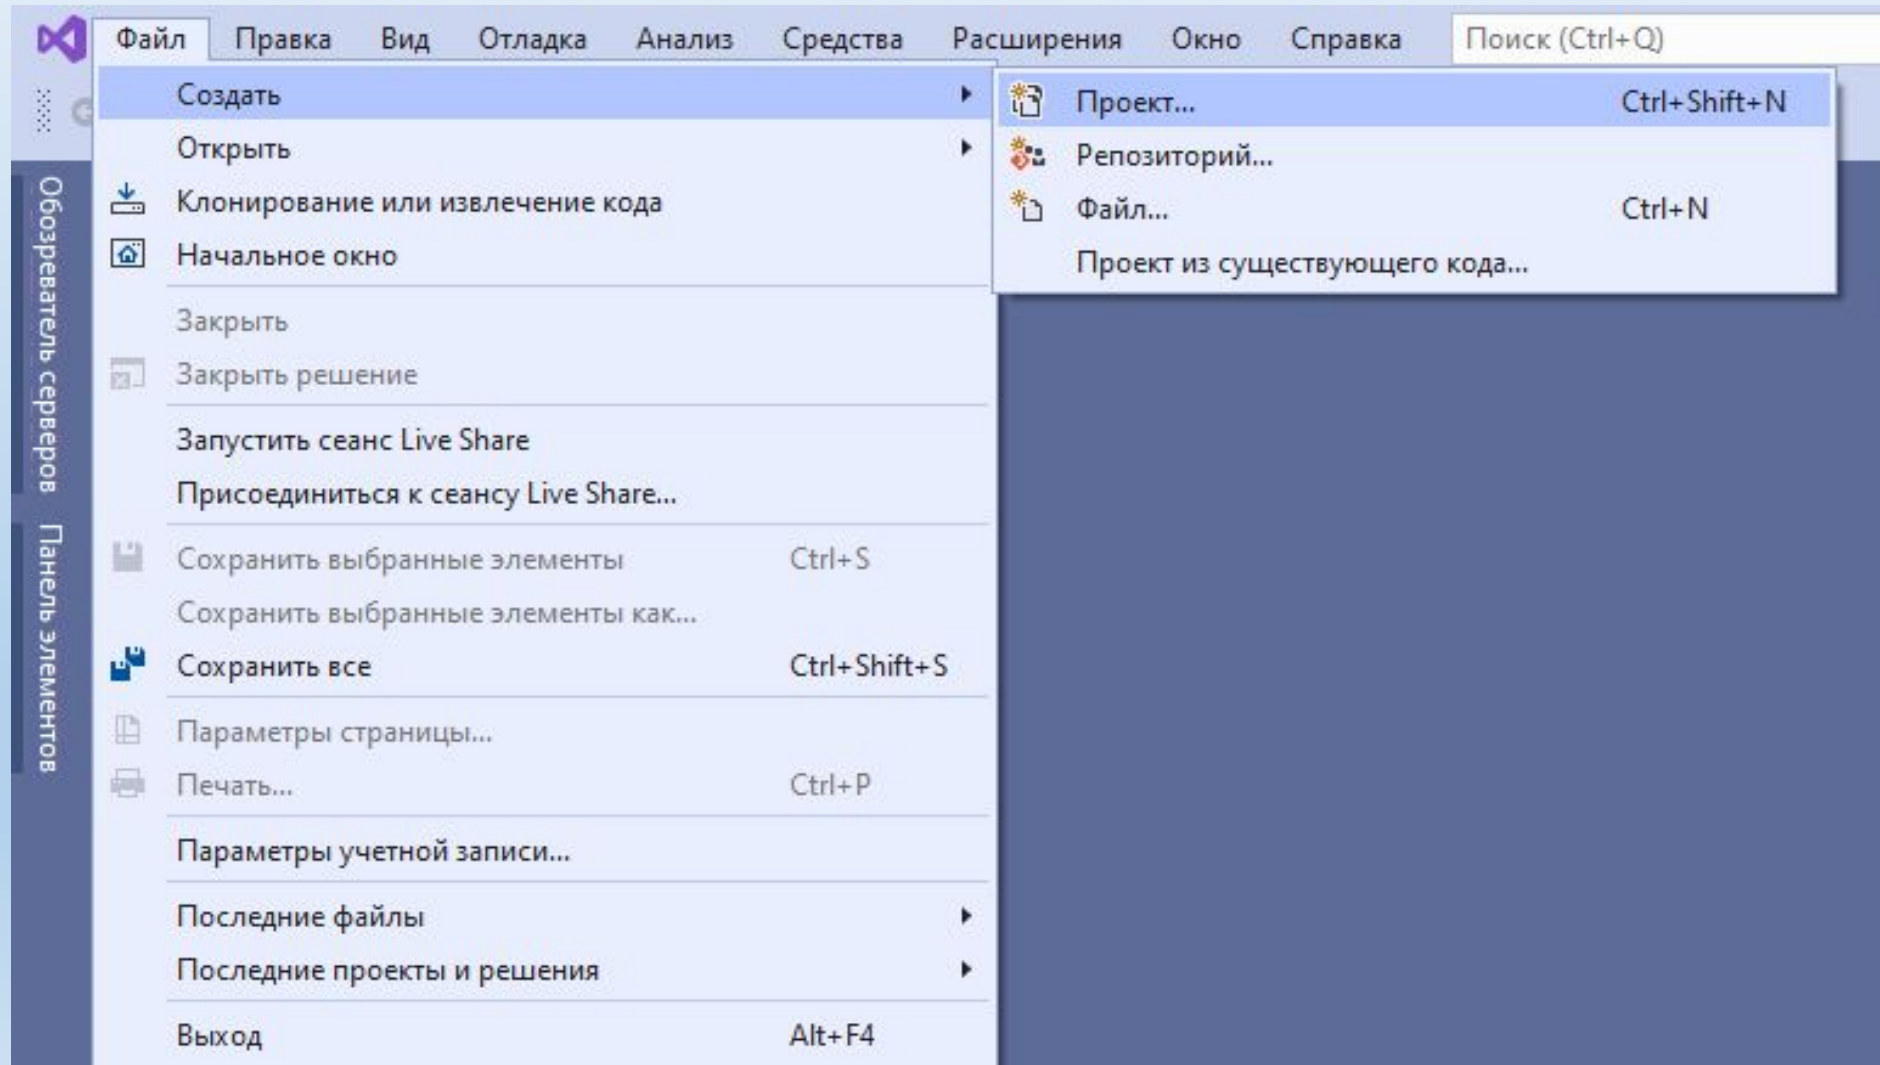 Файл Правка Вид Отладка Анализ Средства Расширения Окно Справка Поиск (Ctrl+Q)
Создать
Открыть
Клонирование или извлечение кода
Начальное окно
Закрыть
Закрыть решение
Запустить сеанс Live Share
Присоединиться к сеансу Live Share...
Сохранить выбранные элементы Ctrl+S
Сохранить выбранные элементы как...
Сохранить все Ctrl+Shift+S
Параметры страницы...
Печать... Ctrl+P
Параметры учетной записи...
Последние файлы
Последние проекты и решения
Выход Alt+F4
Проект... Ctrl+Shift+N
Репозиторий...
Файл... Ctrl+N
Проект из существующего кода...
Обозреватель серверов
Панель элементов